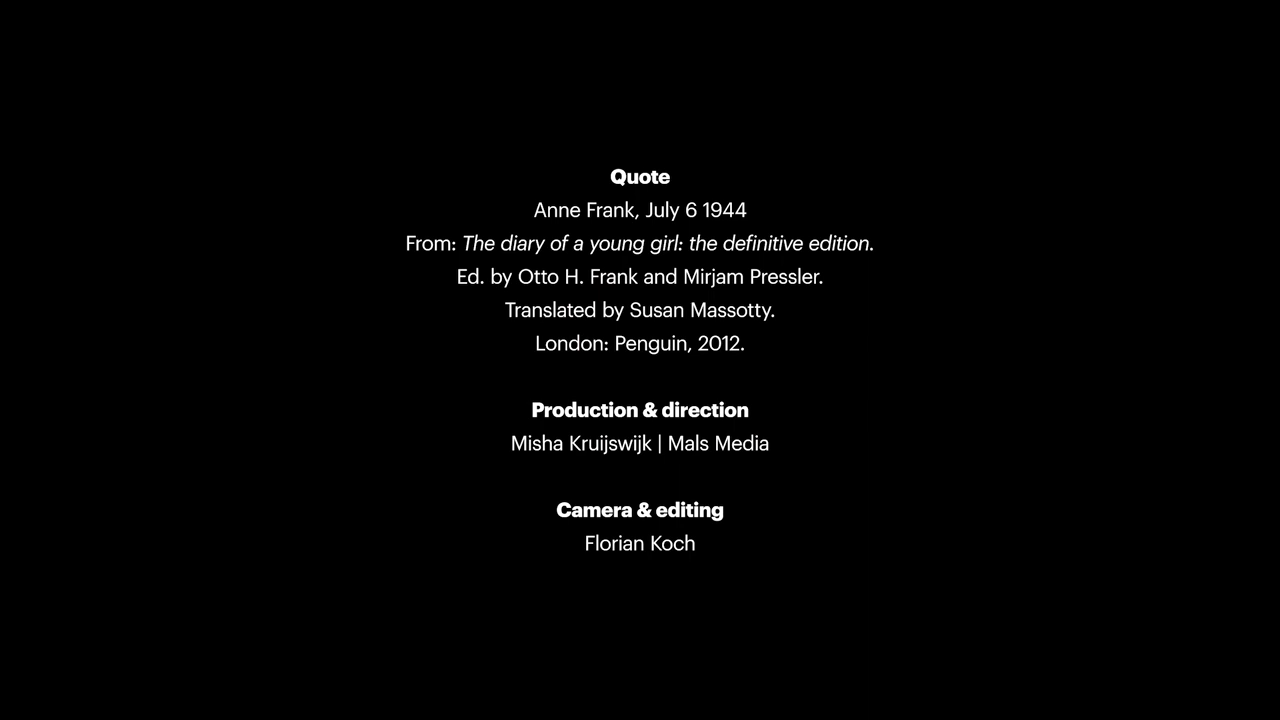 Quote
Anne Frank, July 6 1944
From: The diary of a young girl: the definitive edition.
Ed. by Otto H. Frank and Mirjam Pressler.
Translated by Susan Massotty.
London: Penguin, 2012.
Production & direction
Misha Kruijswijk | Mals Media
Camera & editing
Florian Koch